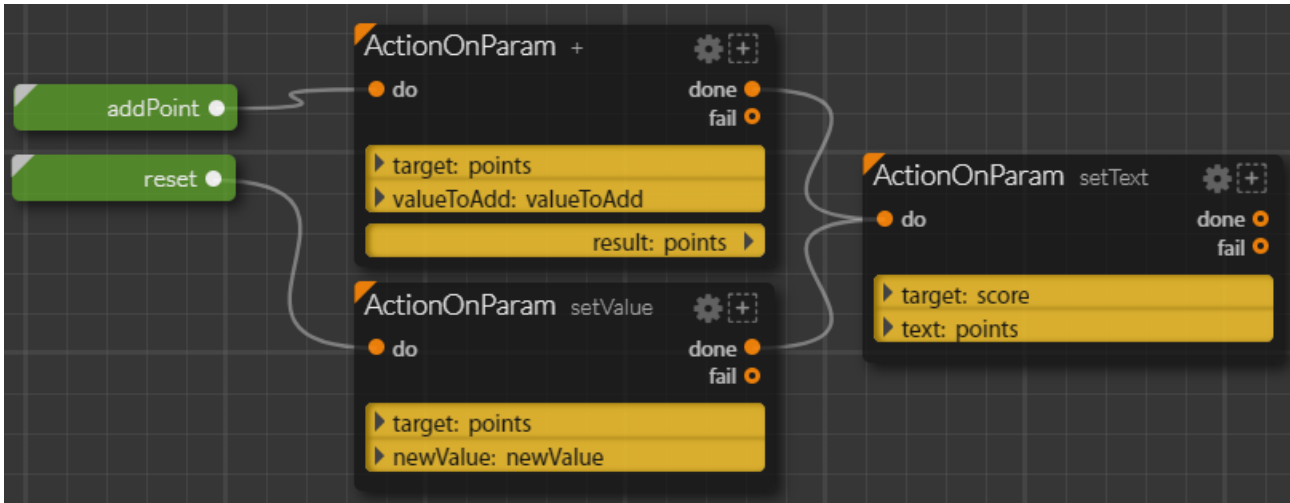 addPoint
reset
ActionOnParam +
do
done
fail
target: points
valueToAdd: valueToAdd
result: points
ActionOnParam setValue
do
done
fail
target: points
newValue: newValue
ActionOnParam setText
do
done
fail
target: score
text: points